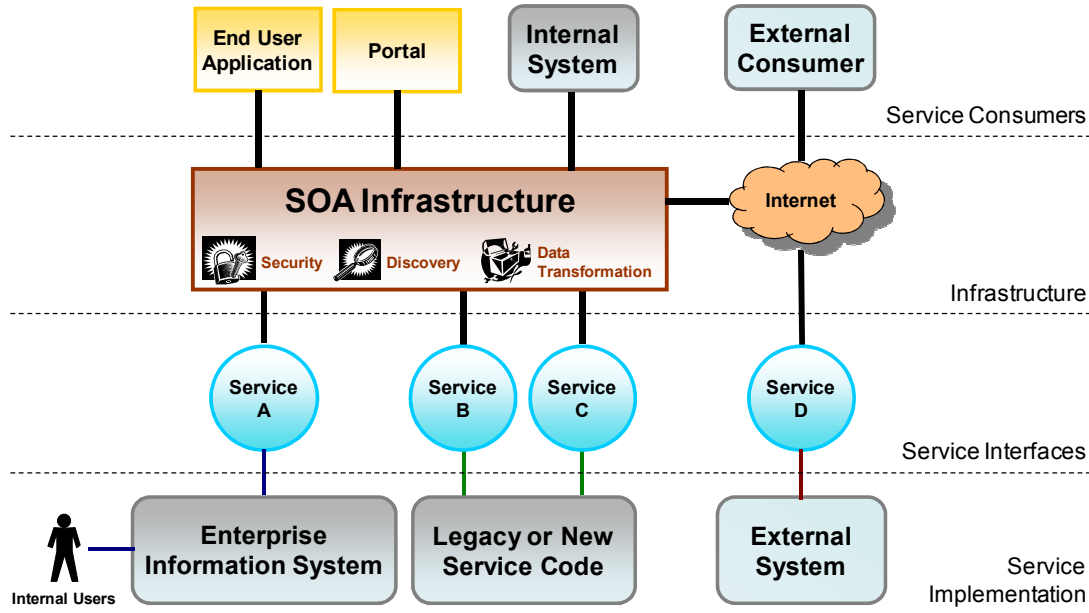 End User
Application
Portal
Internal
System
External
Consumer
Service Consumers
SOA Infrastructure
Internet
Security
Discovery
Data
Transformation
Infrastructure
Service
A
Service
B
Service
C
Service
D
Service Interfaces
Enterprise
Information System
Legacy or New
Service Code
External
System
Internal Users
Service
Implementation